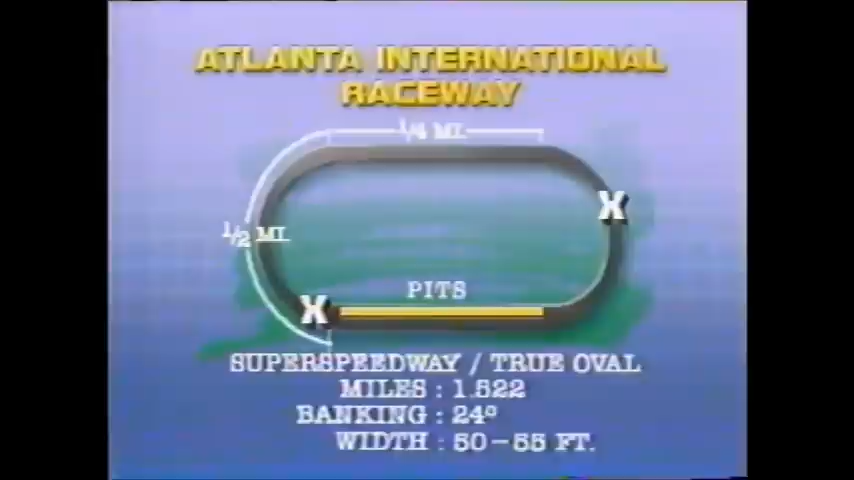 ATLANTA INTERNATIONAL
RACEWAY
1/4 MI.
X
1/2 MI.
PITS
X
SUPERSPEEDWAY / TRUE OVAL
MILES : 1.522
BANKING : 24º
WIDTH : 50-55 FT.